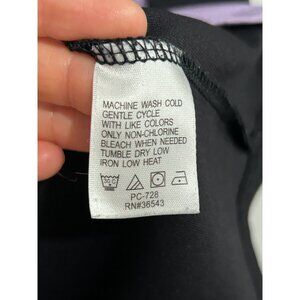 MACHINE WASH COLD
GENTLE CYCLE
WITH LIKE COLORS
ONLY NON-CHLORINE
BLEACH WHEN NEEDED
TUMBLE DRY LOW
IRON LOW HEAT
PC-728
RN#36543